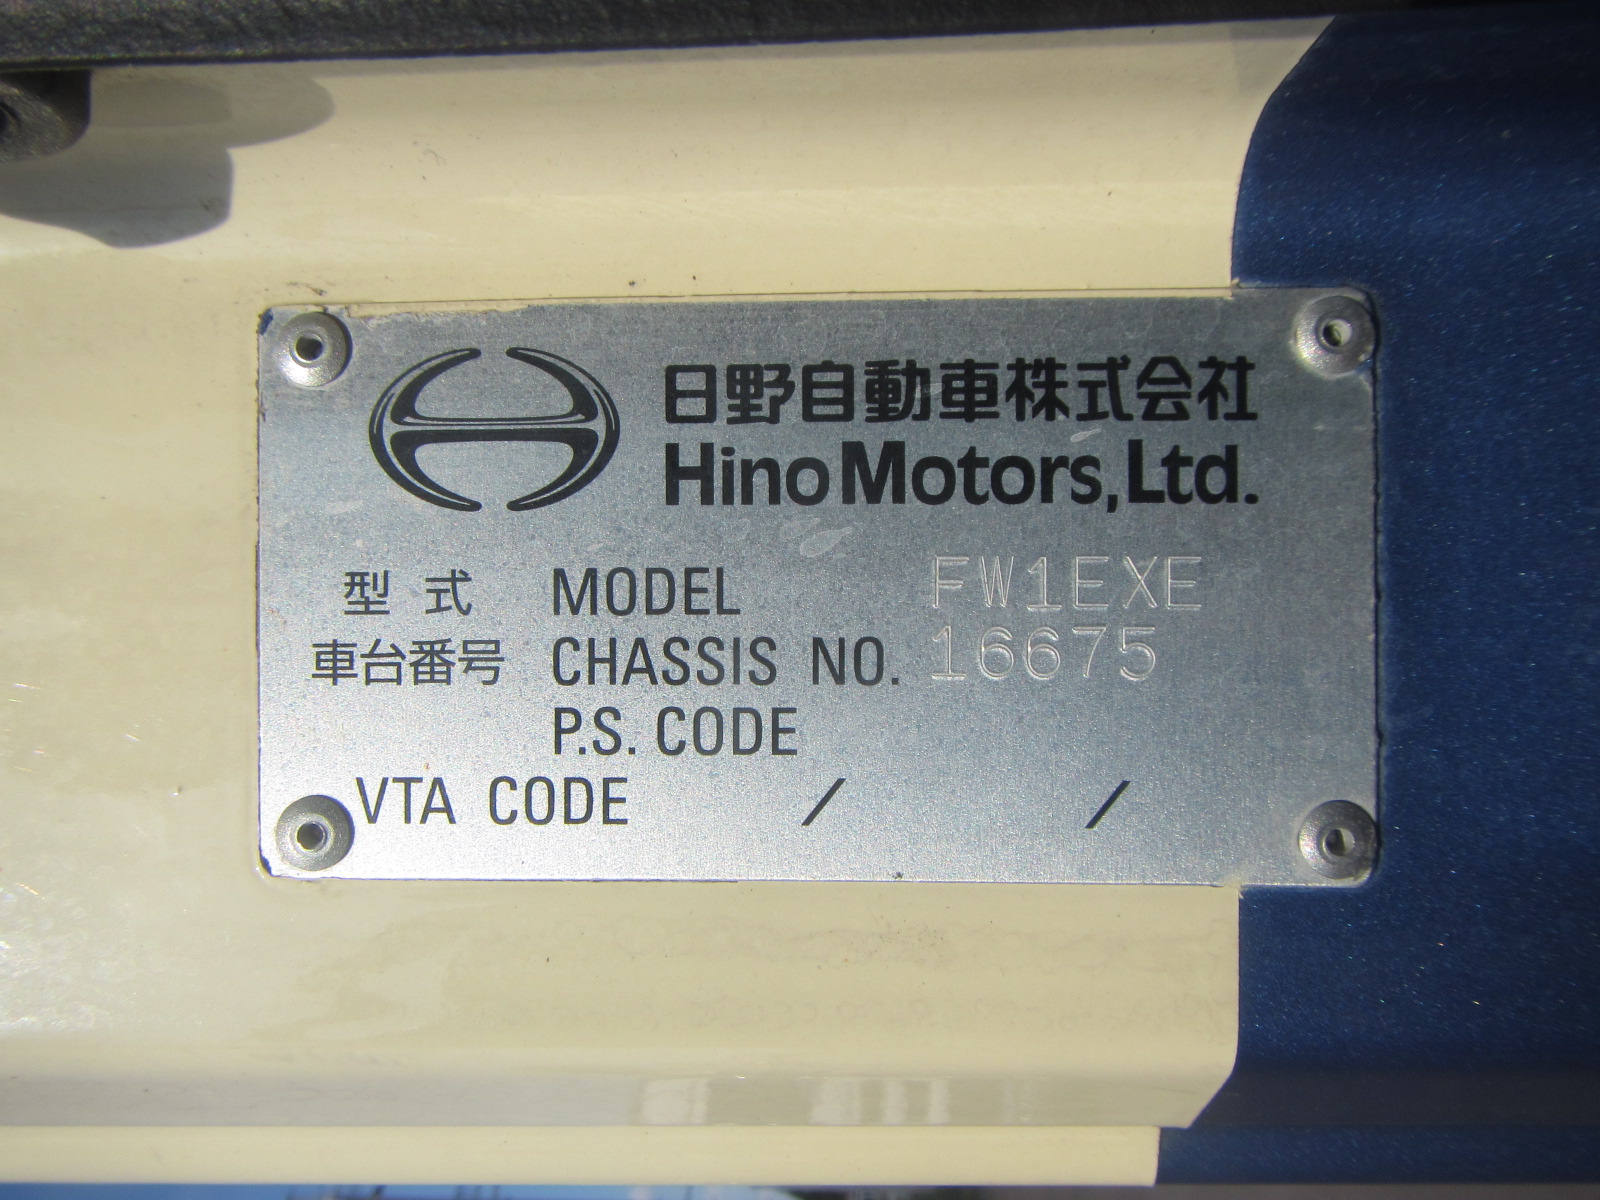 日野自動車株式会社
Hino Motors, Ltd.
型式 MODEL FW1EXE
車台番号 CHASSIS NO. 16675
P.S. CODE
VTA CODE / /